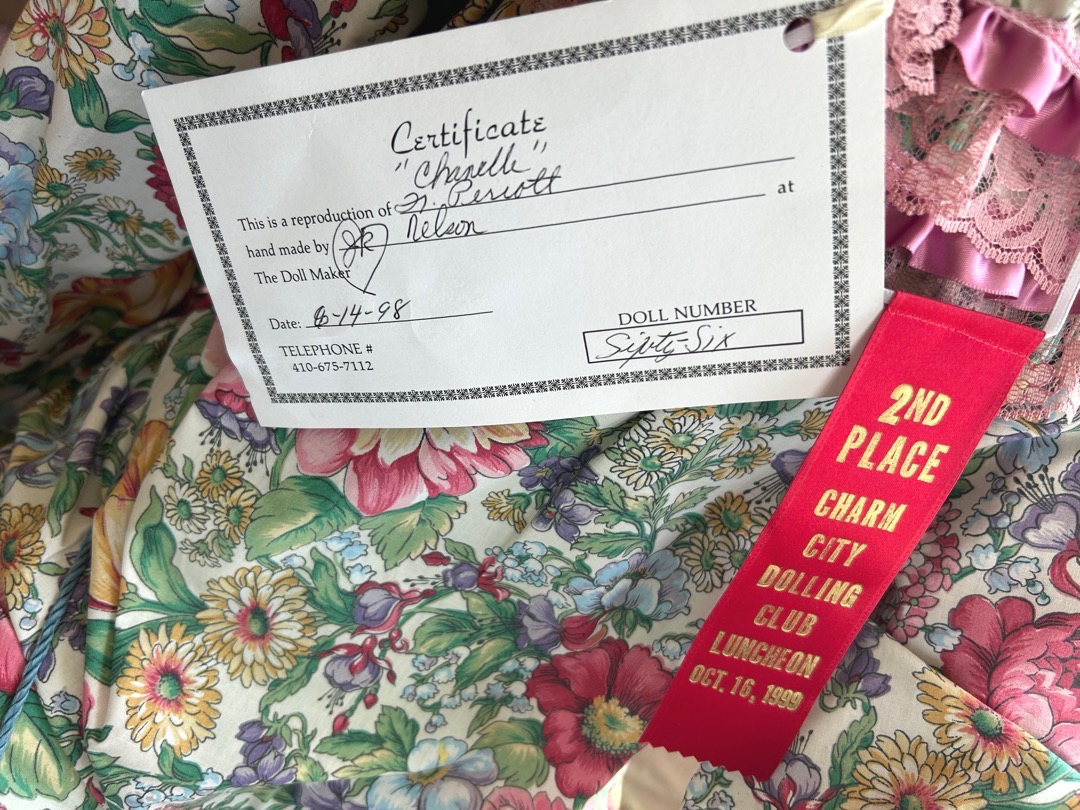 Certificate
"Chanelle"
This is a reproduction of
Nelson at
hand made by JR
The Doll Maker
Date: 6-14-98
TELEPHONE #
410-675-7112
DOLL NUMBER
Sixty-Six
2ND
PLACE
CHARM
CITY
DOLLING
CLUB
LUNCHEON
OCT. 16, 1999